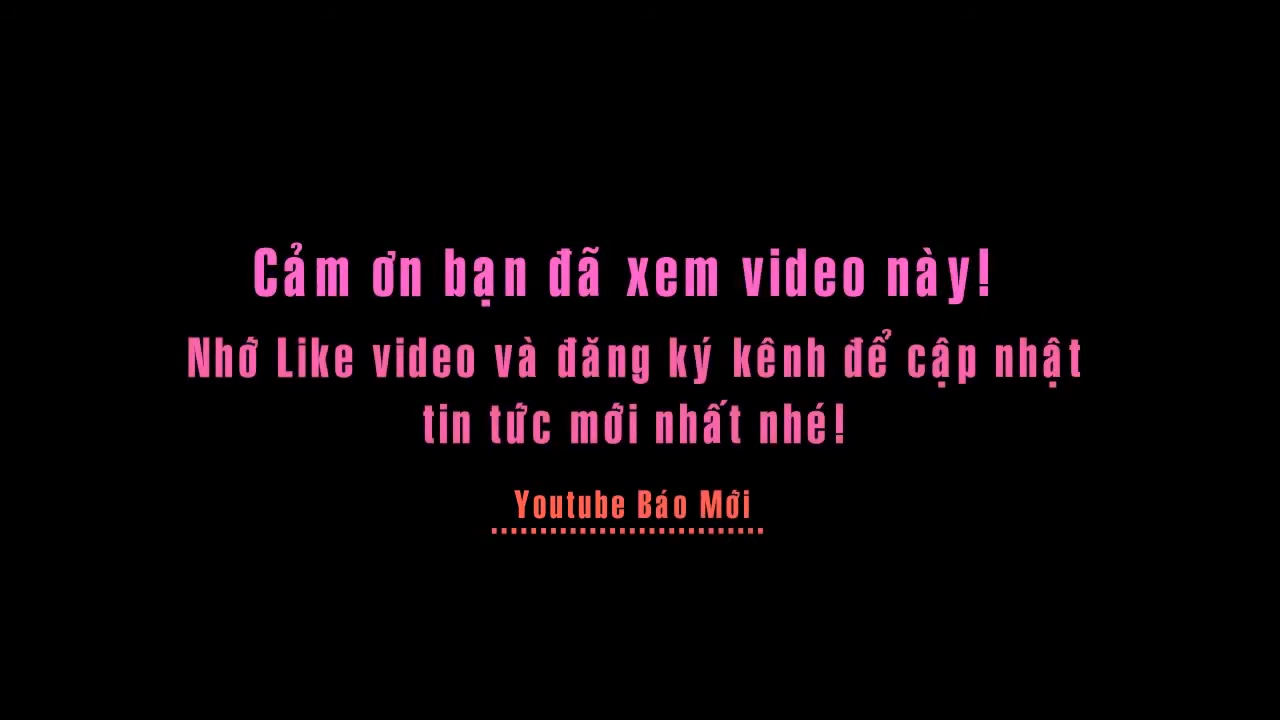 Cảm ơn bạn đã xem video này!
Nhớ Like video và đăng ký kênh để cập nhật
tin tức mới nhất nhé!
Youtube Báo Mới